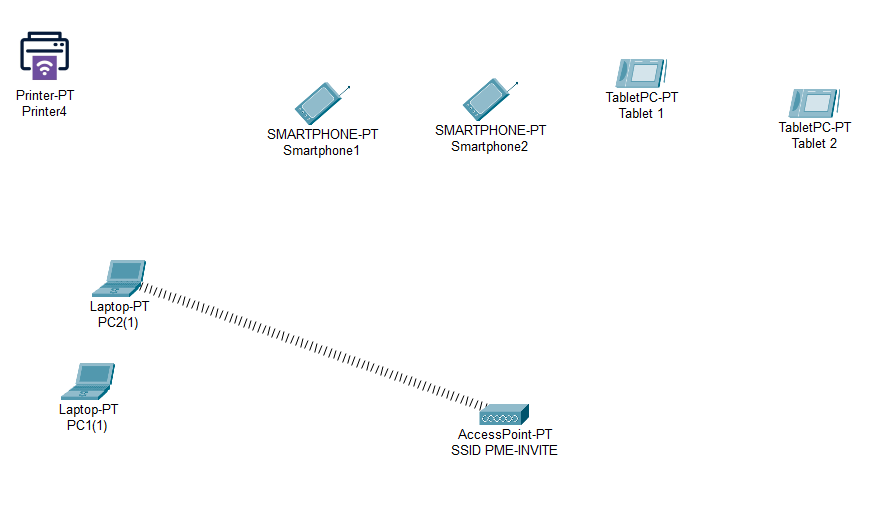 Printer-PT
Printer4
SMARTPHONE-PT
Smartphone1
SMARTPHONE-PT
Smartphone2
TabletPC-PT
Tablet 1
TabletPC-PT
Tablet 2
Laptop-PT
PC2(1)
Laptop-PT
PC1(1)
AccessPoint-PT
SSID PME-INVITE